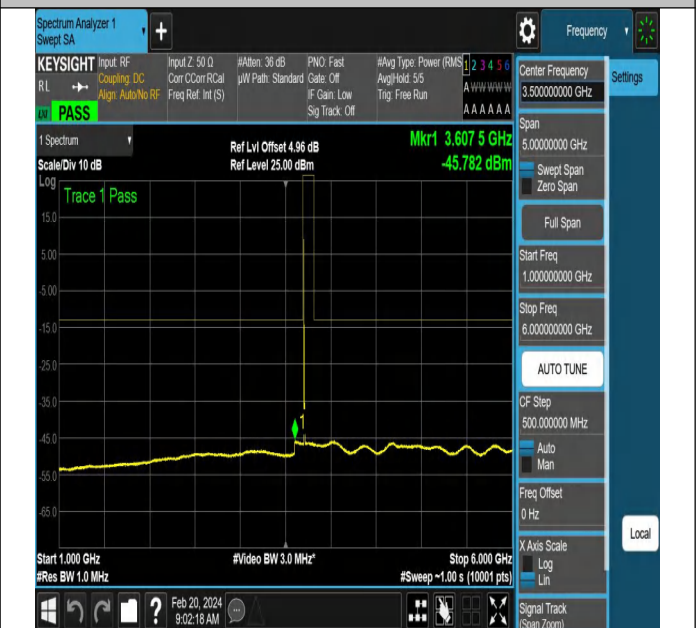 Spectrum Analyzer 1
Swept SA
Frequency
KEYSIGHT
RL
Input: RF
Coupling: DC
Align: Auto/No RF
Input Z: 50 Ω
Corr CCorr RCal
Freq Ref: Int (S)
#Atten: 36 dB
µW Path: Standard
PNO: Fast
Gate: Off
IF Gain: Low
Sig Track: Off
#Avg Type: Power (RMS
Avg|Hold: 5/5
Trig: Free Run
1 2 3 4 5 6
A W W W W W
A A A A A A
PASS
1 Spectrum
Scale/Div 10 dB
Ref Lvl Offset 4.96 dB
Ref Level 25.00 dBm
Mkr1 3.607 5 GHz
-45.782 dBm
Log
Trace 1 Pass
15.0
5.00
-5.00
-15.0
-25.0
-35.0
-45.0
-55.0
-65.0
1
Start 1.000 GHz
#Res BW 1.0 MHz
#Video BW 3.0 MHz*
Stop 6.000 GHz
#Sweep ~1.00 s (10001 pts)
Feb 20, 2024
9:02:18 AM
Center Frequency
3.500000000 GHz
Settings
Span
5.00000000 GHz
Swept Span
Zero Span
Full Span
Start Freq
1.000000000 GHz
Stop Freq
6.000000000 GHz
AUTO TUNE
CF Step
500.000000 MHz
Auto
Man
Freq Offset
0 Hz
Local
X Axis Scale
Log
Lin
Signal Track
(Span Zoom)